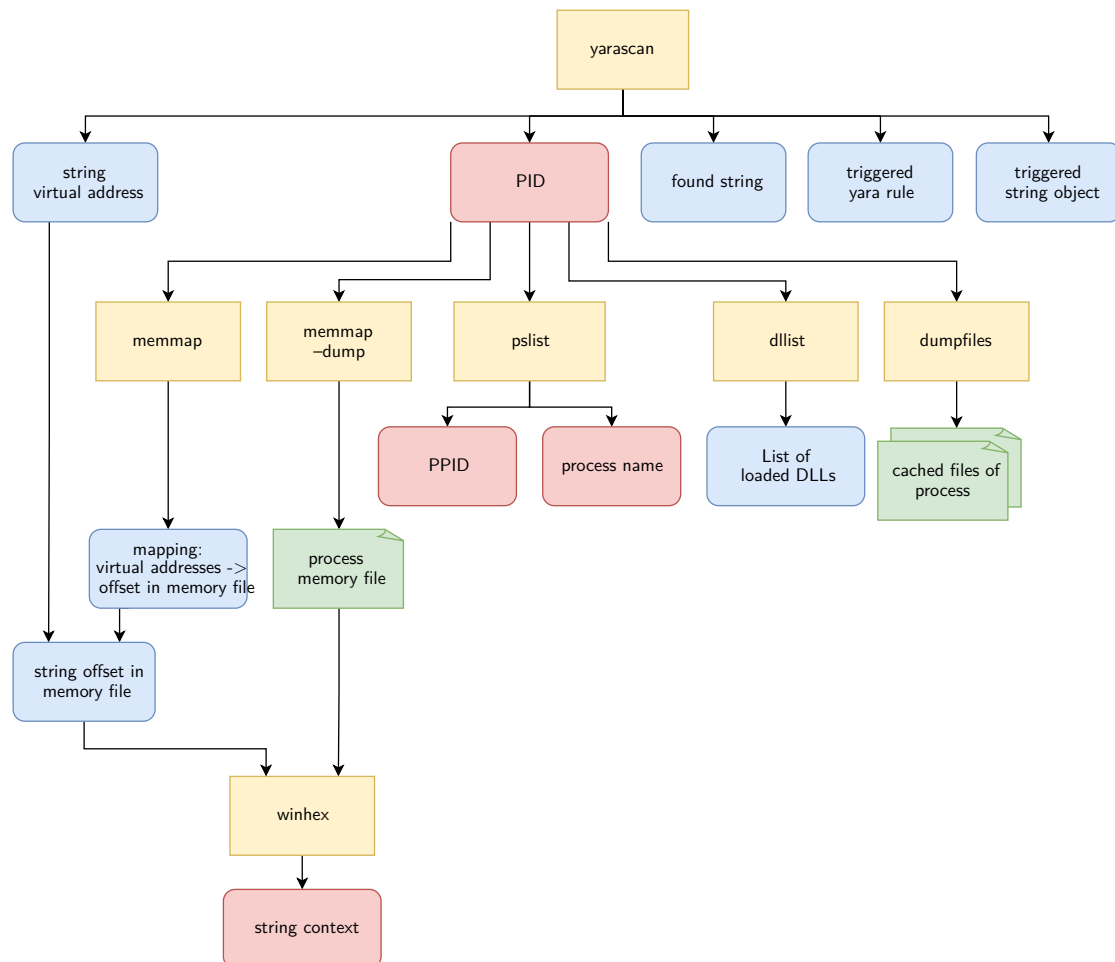 yarascan
string
virtual address
PID
found string
triggered
yara rule
triggered
string object
memmap
memmap
–dump
pslist
dllist
dumpfiles
PPID
process name
List of
loaded DLLs
cached files of
process
mapping:
virtual addresses ->
offset in memory file
process
memory file
string offset in
memory file
winhex
string context